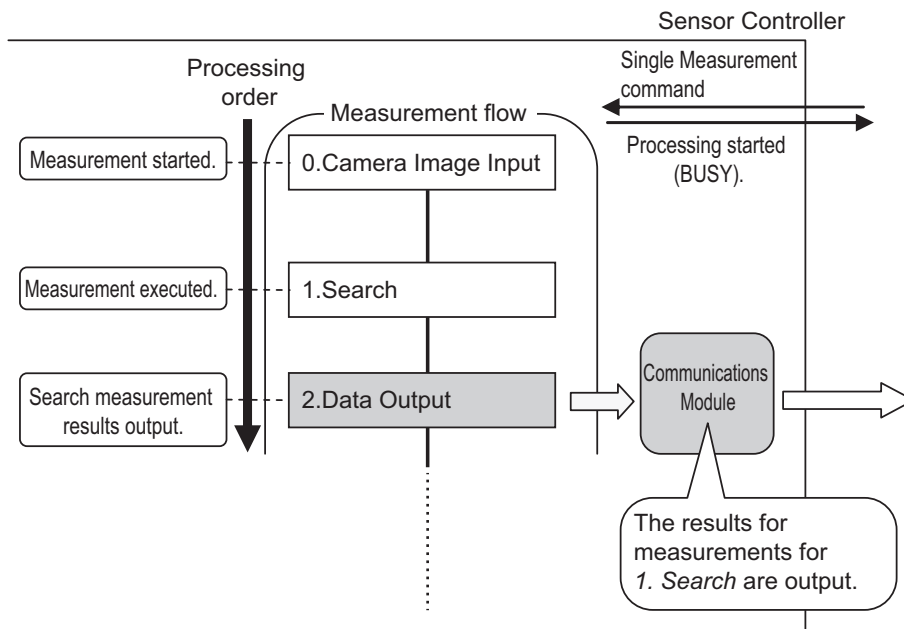 Sensor Controller
Processing
order
Single Measurement
command
Measurement flow
Processing started
(BUSY).
Measurement started.
0.Camera Image Input
Measurement executed.
1.Search
Search measurement
results output.
2.Data Output
Communications
Module
The results for
measurements for
1. Search are output.